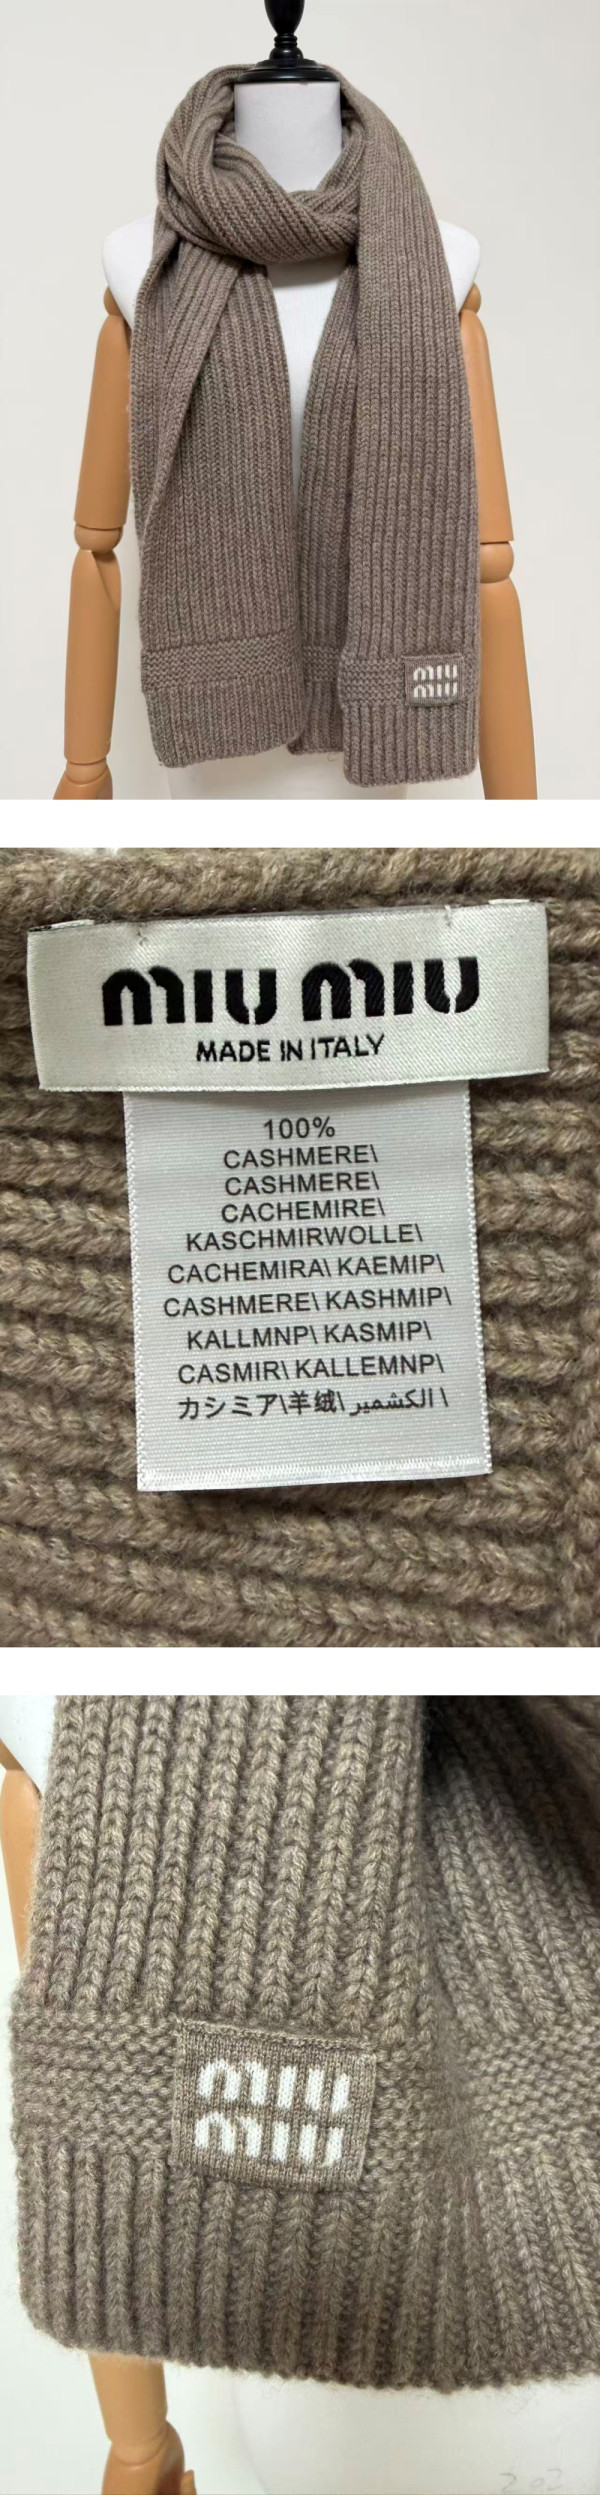 miu
miu
miu miu
MADE IN ITALY
100%
CASHMERE\
CASHMERE\
CACHEMIRE\
KASCHMIRWOLLE\
CACHEMIRA\ KAEMIP\
CASHMERE\ KASHMIP\
KALLMNP\ KASMIP\
CASMIR\ KALLEMNP\
カシミア\羊绒\الكشمير \
miu
miu